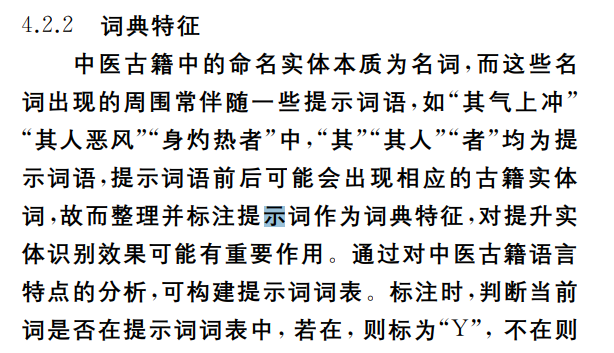 4.2.2 词典特征
中医古籍中的命名实体本质为名词,而这些名
词出现的周围常伴随一些提示词语,如“其气上冲”
“其人恶风”“身灼热者”中,“其”“其人”“者”均为提
示词语,提示词语前后可能会出现相应的古籍实体
词,故而整理并标注提示词作为词典特征,对提升实
体识别效果可能有重要作用。通过对中医古籍语言
特点的分析,可构建提示词词表。标注时,判断当前
词是否在提示词词表中,若在,则标为“Y”,不在则